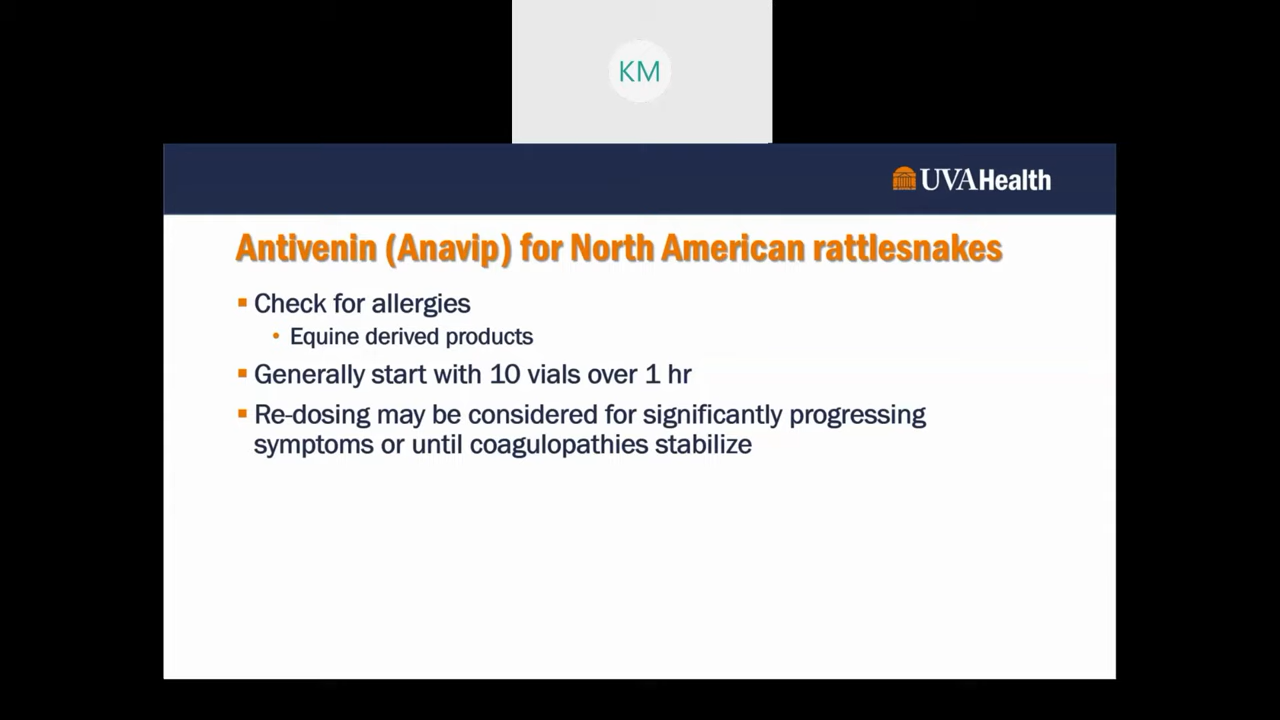 KM
UVAHealth
Antivenin (Anavip) for North American rattlesnakes
Check for allergies
Equine derived products
Generally start with 10 vials over 1 hr
Re-dosing may be considered for significantly progressing
symptoms or until coagulopathies stabilize